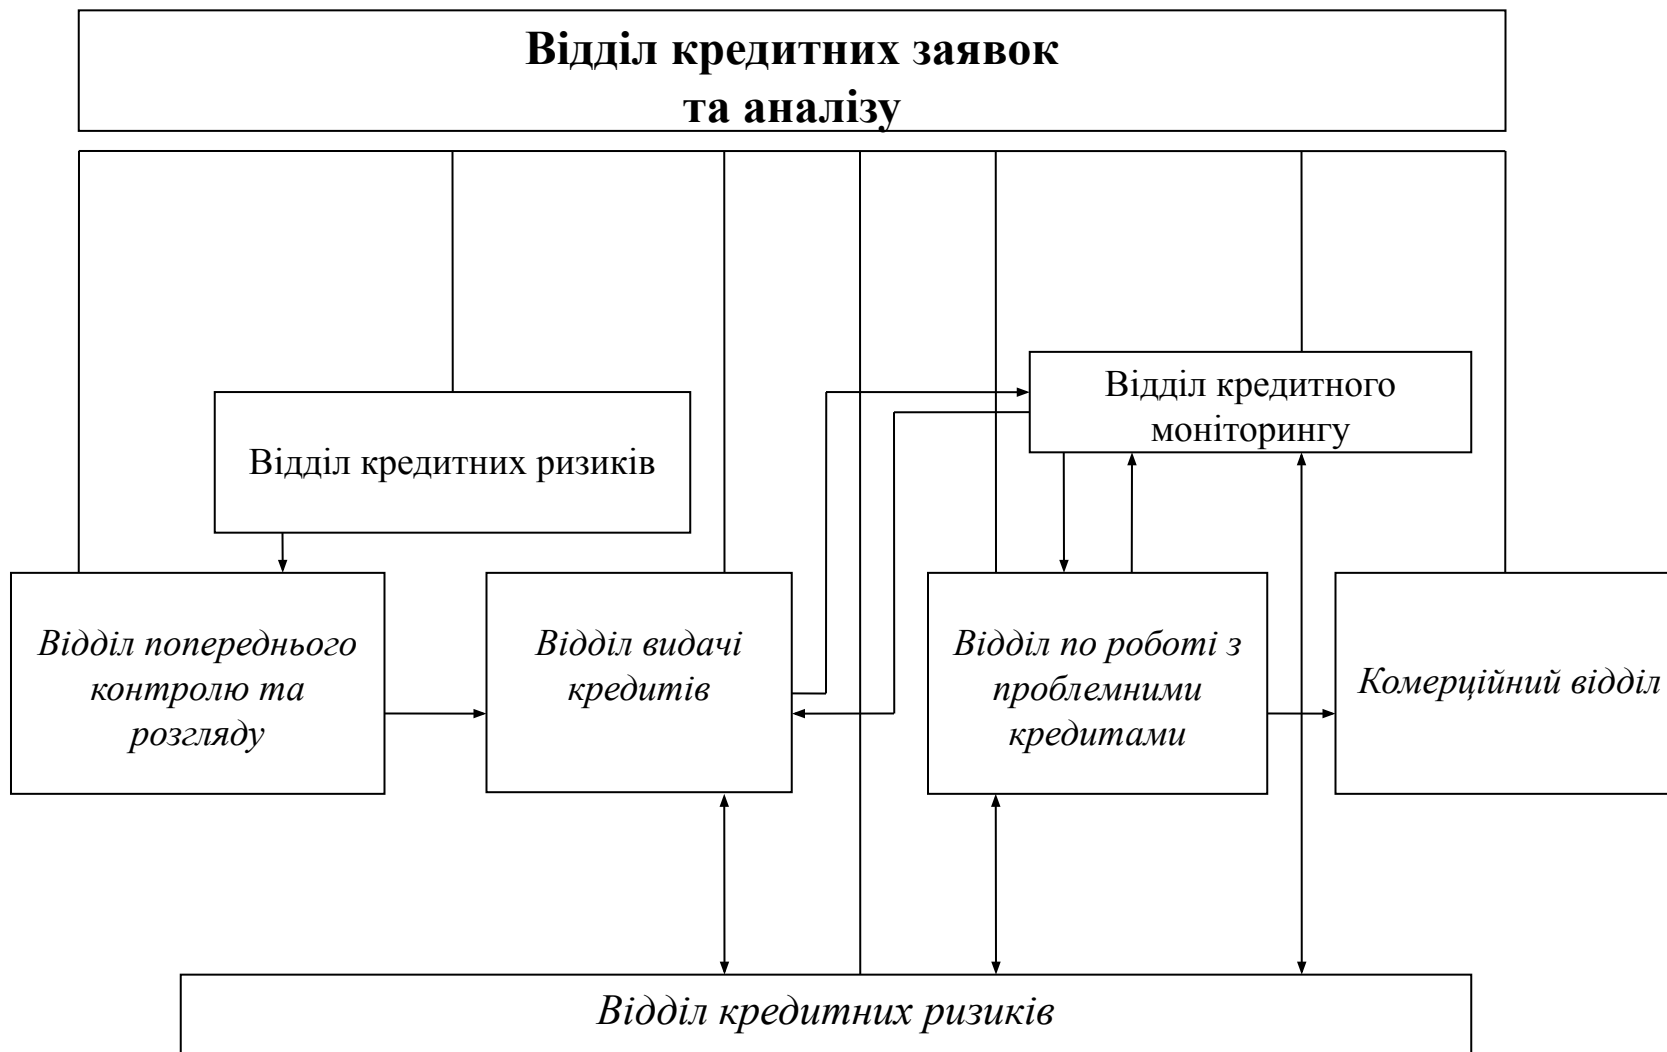 Відділ кредитних заявок
та аналізу
Відділ кредитного
моніторингу
Відділ кредитних ризиків
Відділ попереднього
контролю та
розгляду
Відділ видачі
кредитів
Відділ по роботі з
проблемними
кредитами
Комерційний відділ
Відділ кредитних ризиків